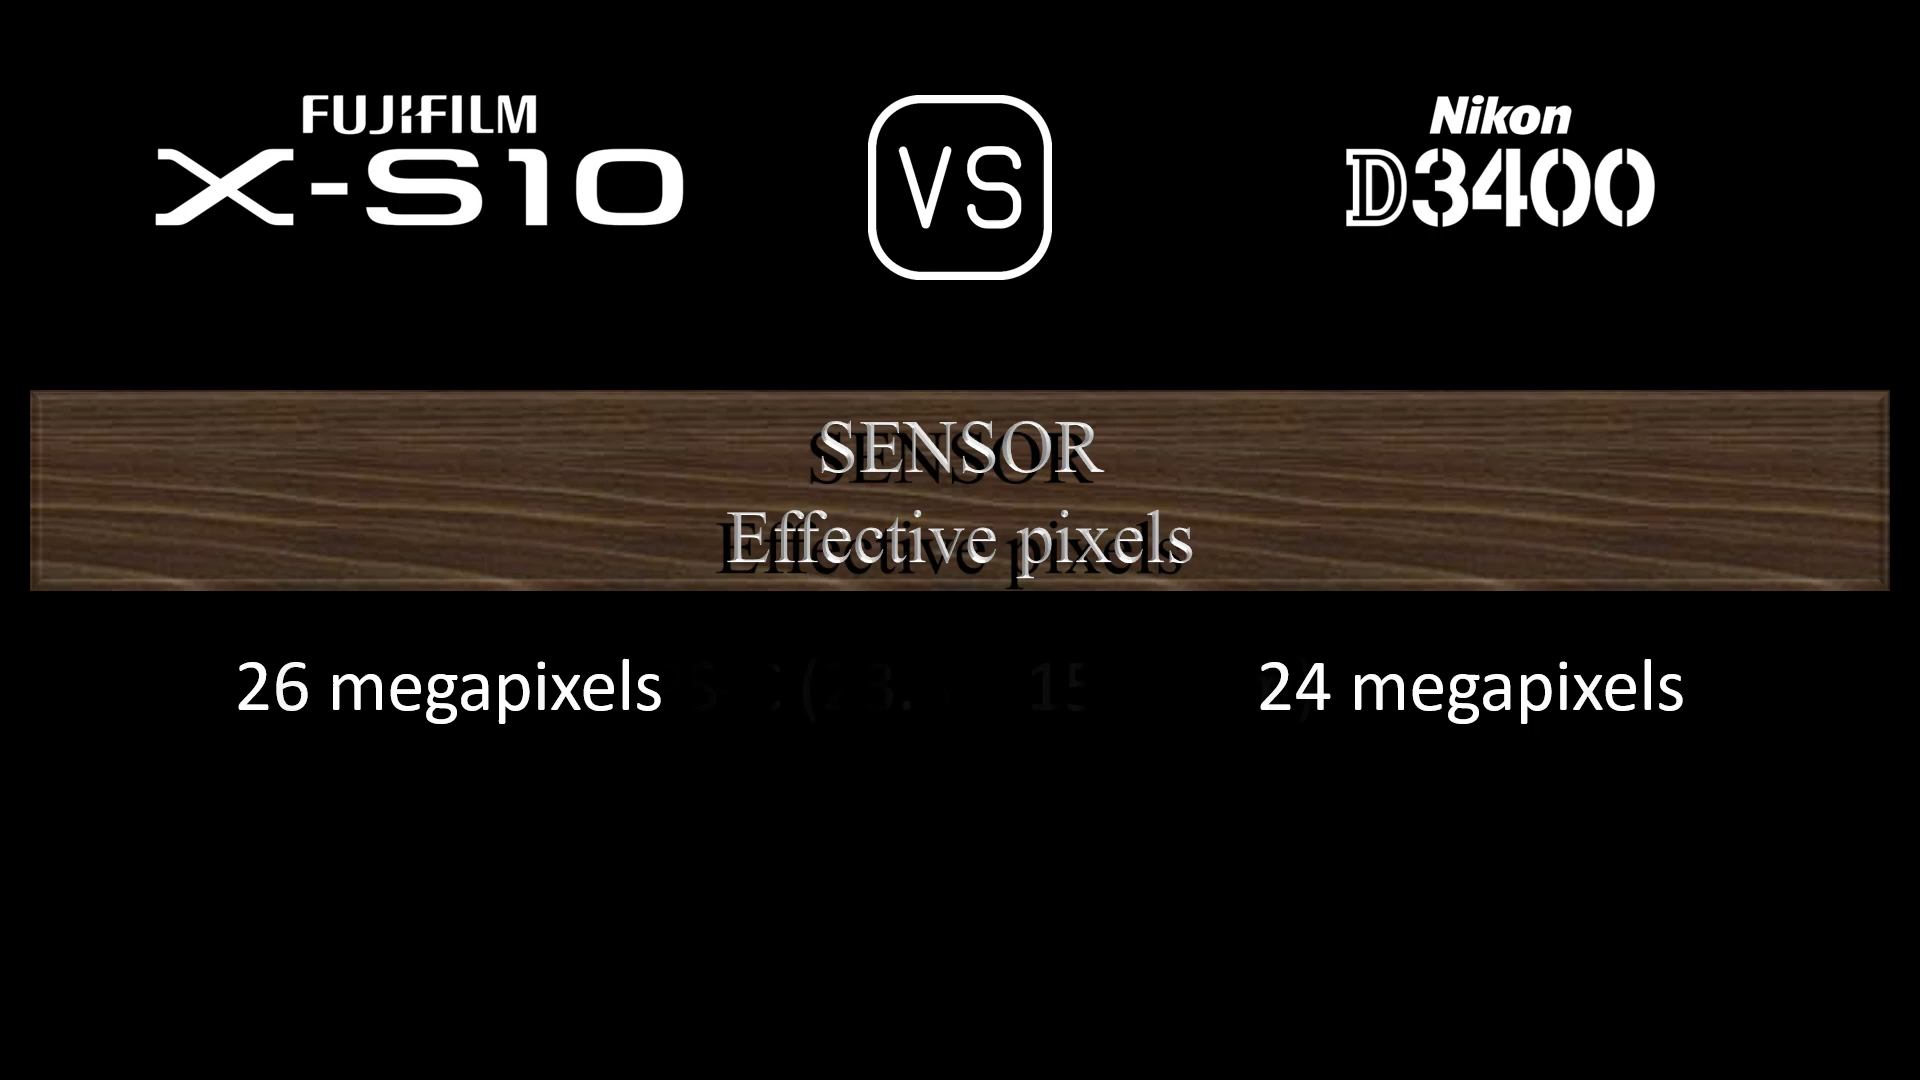 FUJIFILM
X-S10
VS
Nikon
D3400
SENSOR
Effective pixels
26 megapixels
24 megapixels